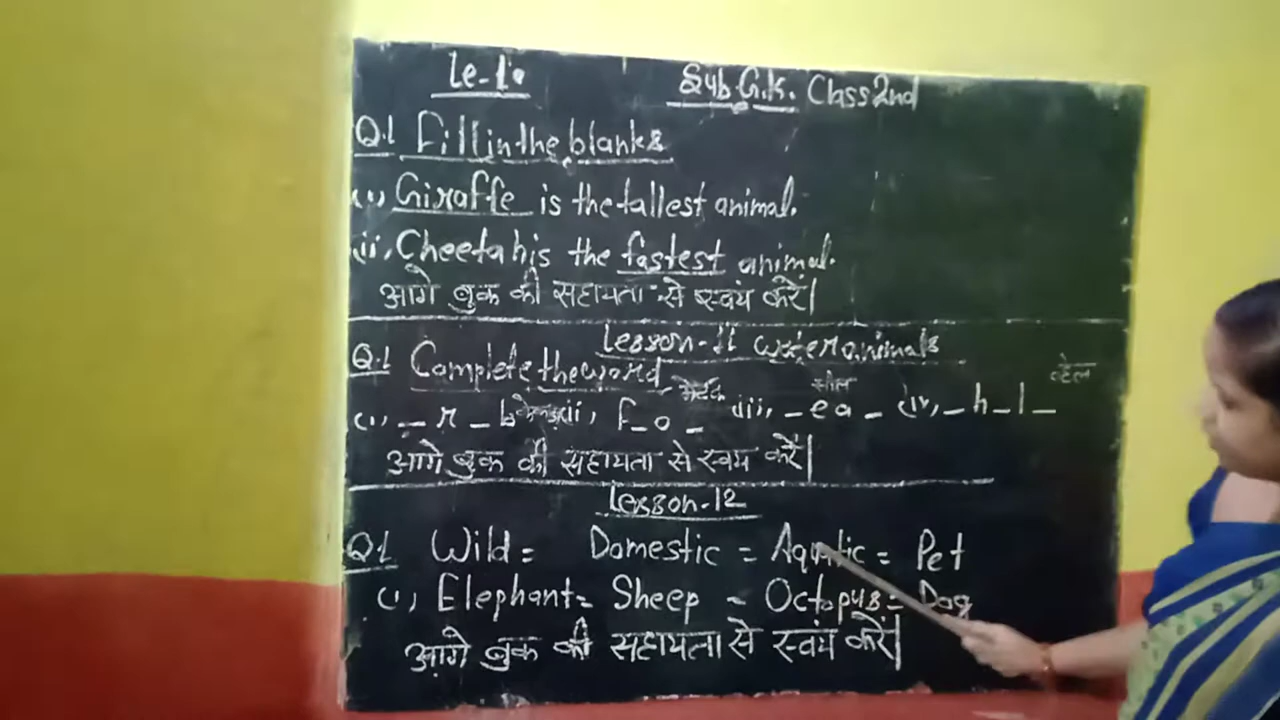 Le-10 Sub. G.K. Class 2nd
Q.1 Fill in the blanks
(i) Giraffe is the tallest animal.
(ii, Cheetah is the fastest animal.
आगे बुक की सहायता से स्वयं करें|
Lesson-11 water animals
Q.1 Complete the word
मेंढक सील व्हेल
(i) _ r _ b ii, f _ o _ iii, _ e a _ (iv, _ h _ l _
आगे बुक की सहायता से स्वयं करें|
Lesson-12
Q.1 Wild = Domestic = Aquatic = Pet
(i) Elephant = Sheep - Octopus = Dog
आगे बुक की सहायता से स्वंय करें|